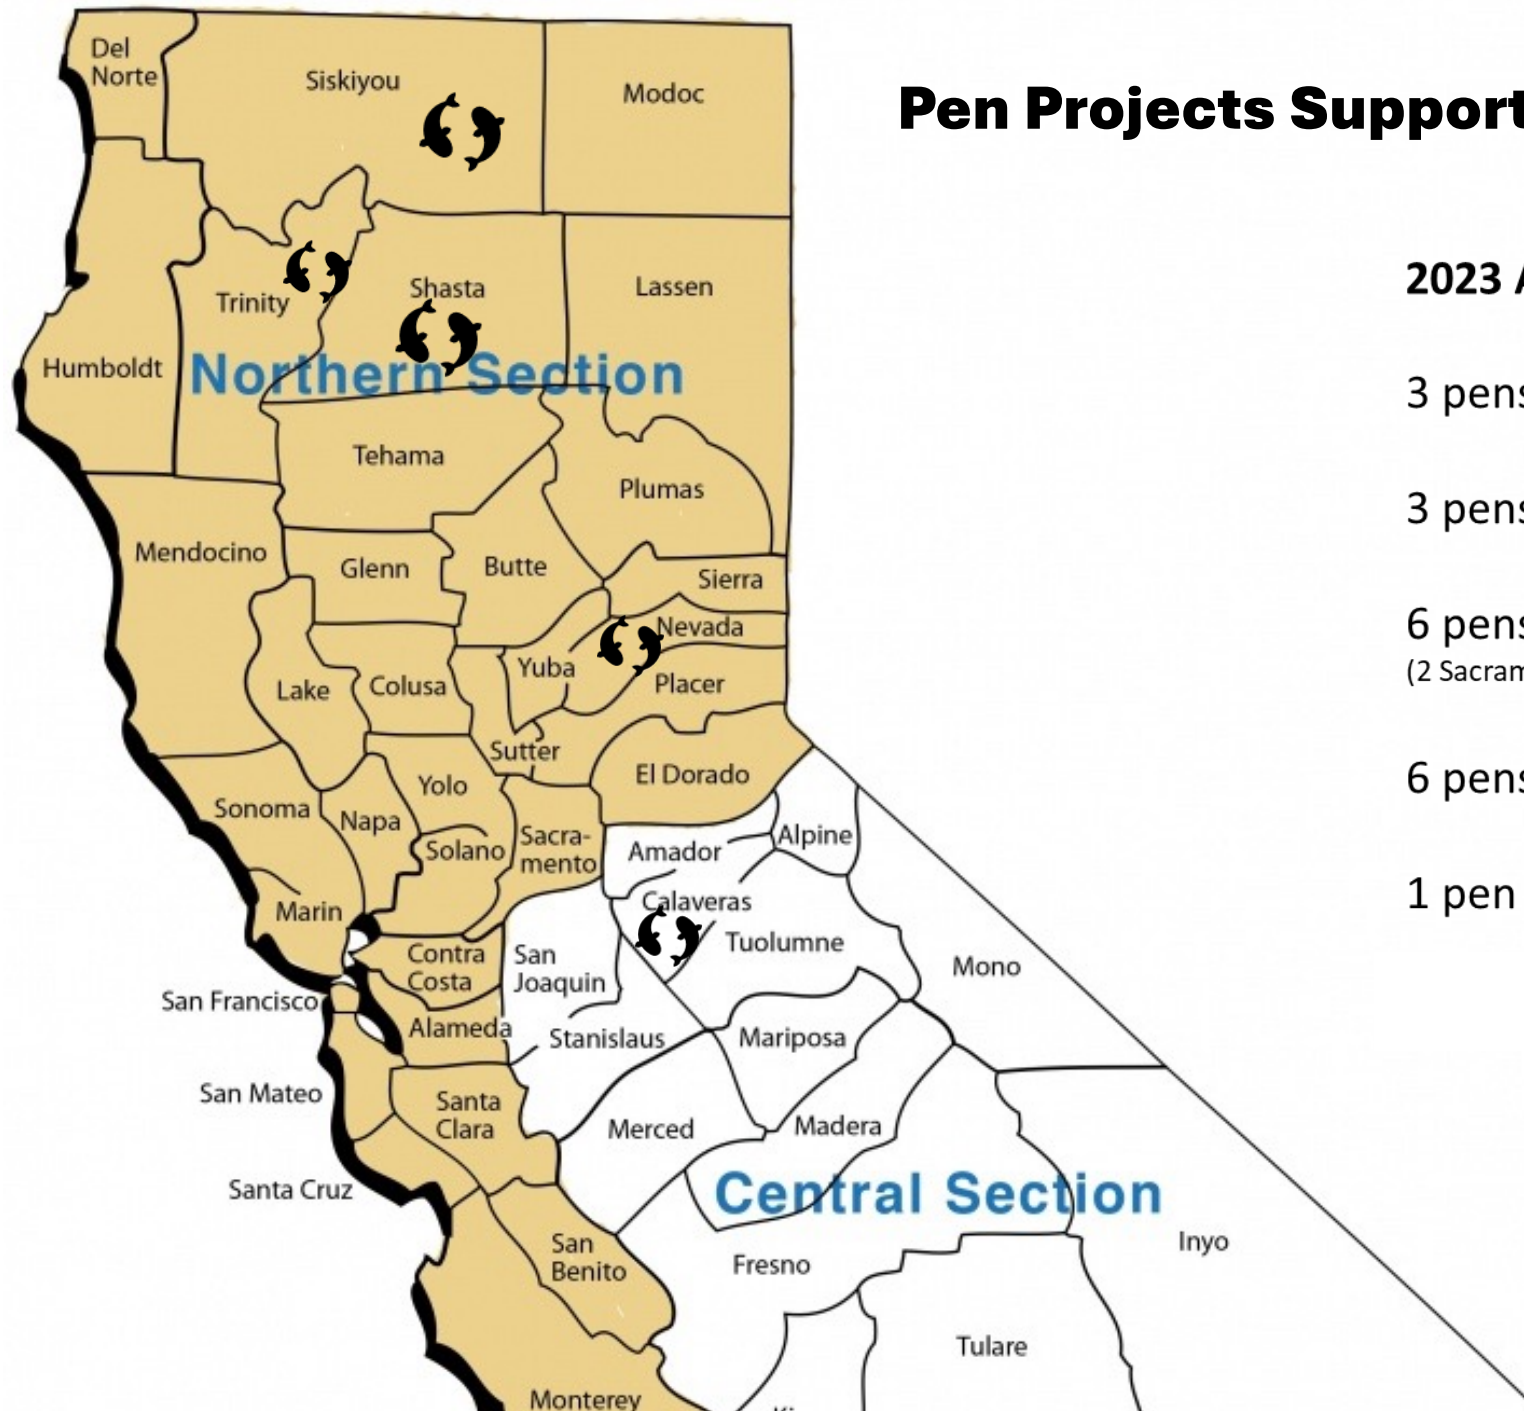 Del
Norte
Siskiyou
Modoc
Pen Projects Support
2023
Trinity
Shasta
Lassen
3 pens
Humboldt
Northern Section
Tehama
Plumas
3 pens
Mendocino
Glenn
Butte
Sierra
Nevada
6 pens
(2 Sacram
Yuba
Lake
Colusa
Placer
Sutter
El Dorado
6 pens
Yolo
Sonoma
Napa
Solano
Sacra-
mento
Amador
Alpine
Calaveras
1 pen
Marin
Contra
Costa
San
Joaquin
Tuolumne
Mono
San Francisco
Alameda
Stanislaus
Mariposa
San Mateo
Santa
Clara
Merced
Madera
Santa Cruz
Central Section
San
Benito
Fresno
Inyo
Tulare
Monterey